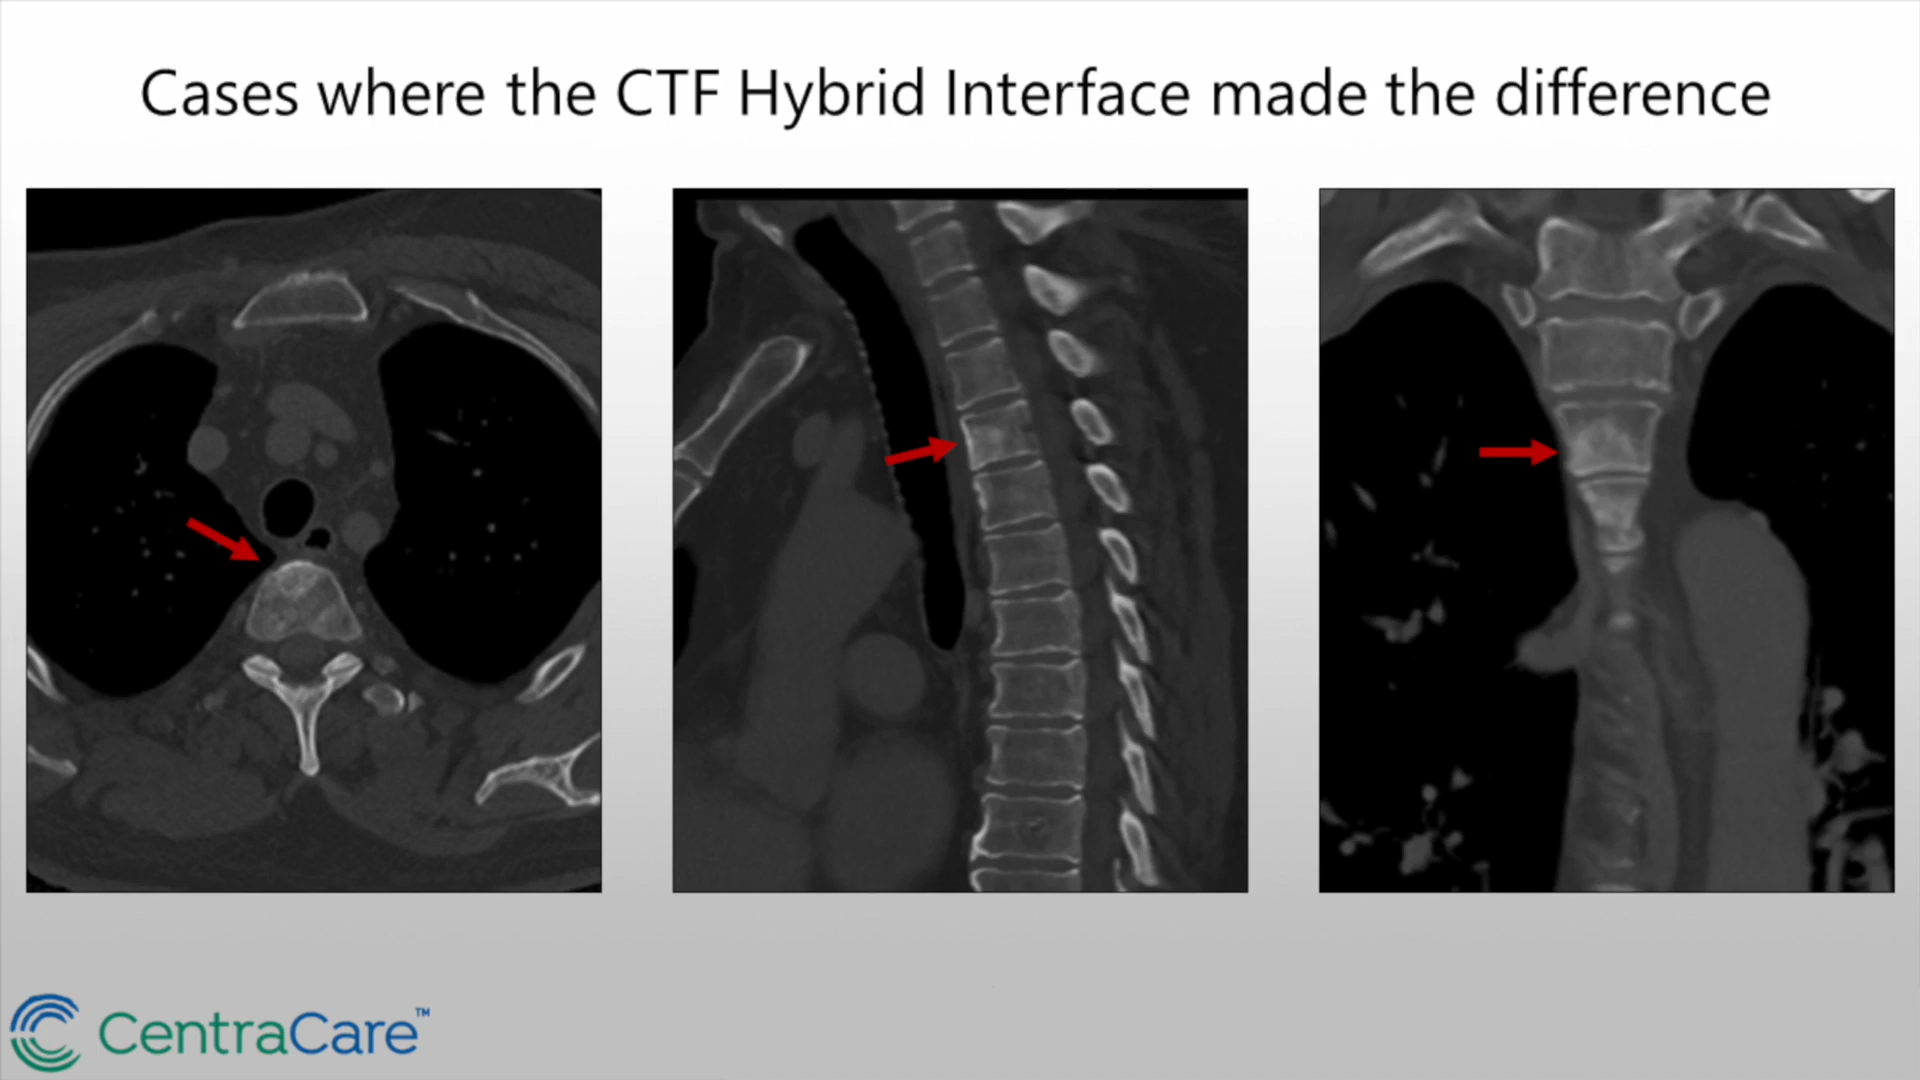 Cases where the CTF Hybrid Interface made the difference
CentraCare™